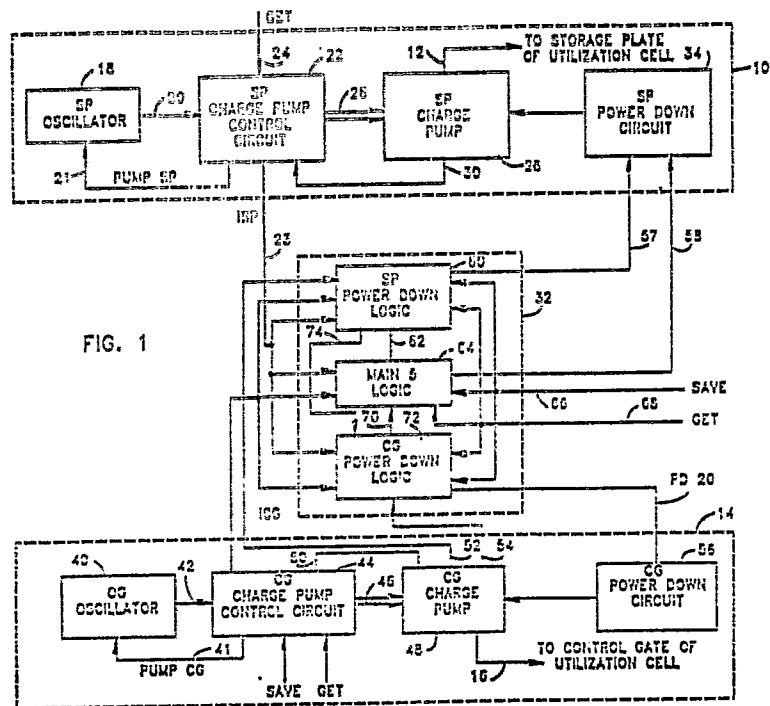 GET
24
22
12
TO STORAGE PLATE
OF UTILIZATION CELL
34
10
18
SP
OSCILLATOR
20
SP
CHARGE PUMP
CONTROL
CIRCUIT
26
SP
CHARGE
PUMP
SP
POWER DOWN
CIRCUIT
21
PUMP SP
30
28
ISP
23
57
58
60
SP
POWER DOWN
LOGIC
32
74
62
64
FIG. 1
MAIN 5
LOGIC
SAVE
66
68
GET
70
72
CG
POWER DOWN
LOGIC
PD 20
ICG
14
40
42
50
44
52
54
56
CG
OSCILLATOR
CG
CHARGE PUMP
CONTROL CIRCUIT
46
CG
CHARGE
PUMP
CG
POWER DOWN
CIRCUIT
48
41
PUMP CG
16
TO CONTROL GATE OF
UTILIZATION CELL
SAVE GET